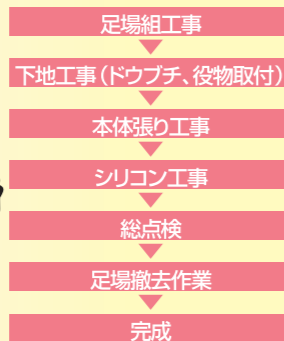 足場組工事
下地工事（ドウブチ、役物取付）
本体張り工事
シリコン工事
総点検
足場撤去作業
完成